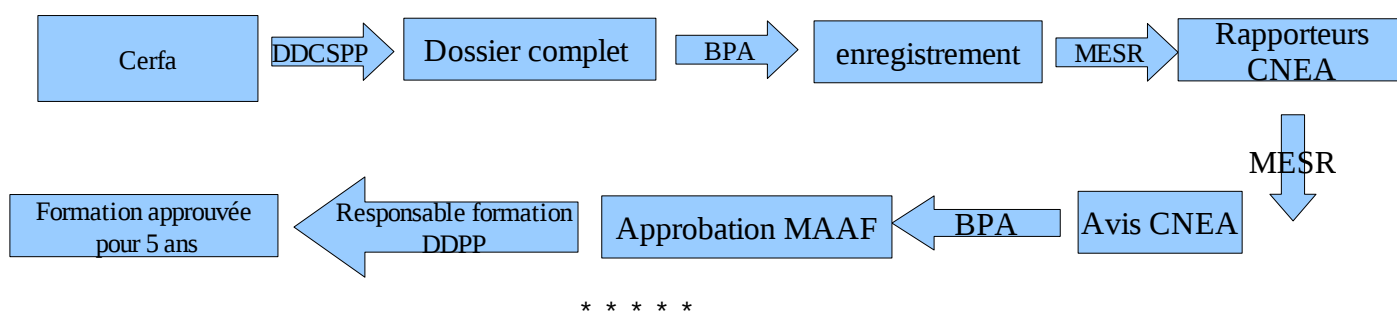 Cerfa
DDCSPP
Dossier complet
BPA
enregistrement
MESR
Rapporteurs
CNEA
MESR
Avis CNEA
BPA
Approbation MAAF
Responsable formation
DDPP
Formation approuvée
pour 5 ans
* * * * *